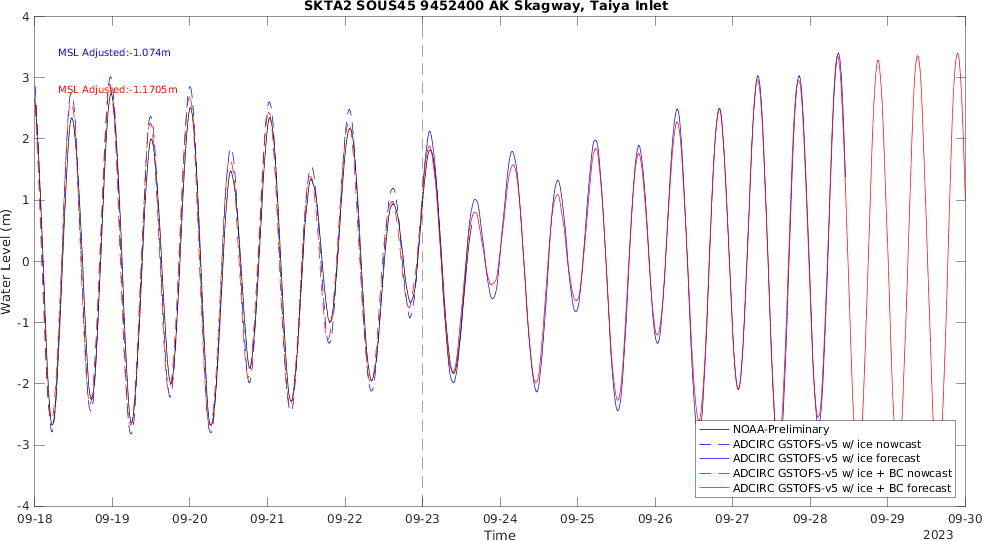 SKTA2 SOUS45 9452400 AK Skagway, Taiya Inlet
MSL Adjusted:-1.074m
MSL Adjusted:-1.1705m
Water Level (m)
4
3
2
1
0
-1
-2
-3
-4
NOAA-Preliminary
ADCIRC GSTOFS-v5 w/ ice nowcast
ADCIRC GSTOFS-v5 w/ ice forecast
ADCIRC GSTOFS-v5 w/ ice + BC nowcast
ADCIRC GSTOFS-v5 w/ ice + BC forecast
09-18 09-19 09-20 09-21 09-22 09-23 09-24 09-25 09-26 09-27 09-28 09-29 09-30
Time
2023